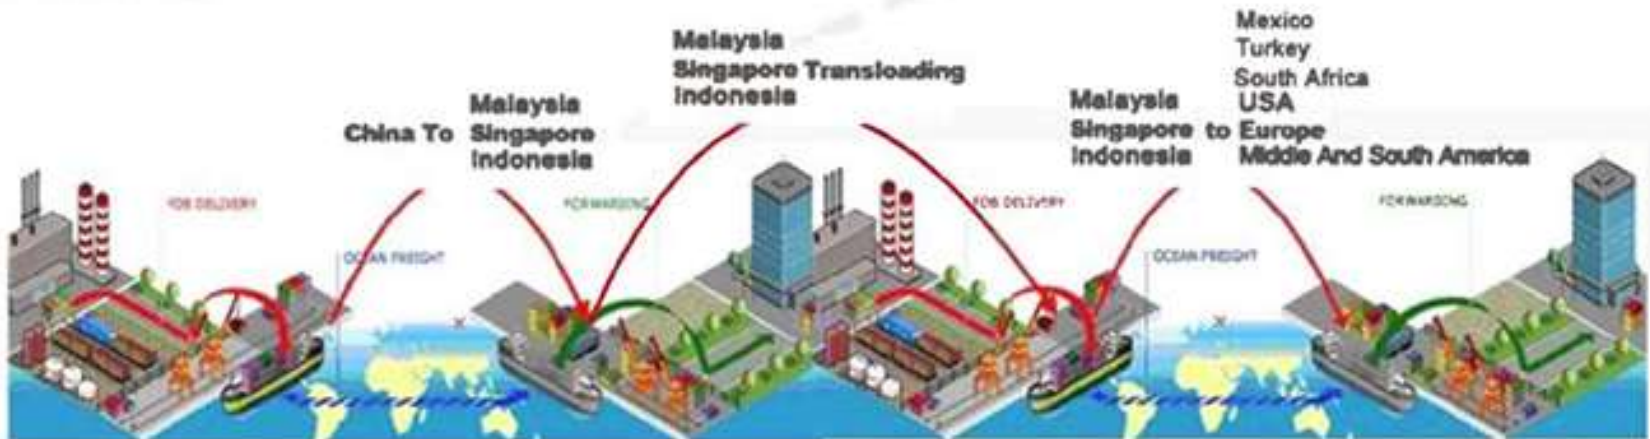 China To
Malaysia
Singapore
Indonesia
Malaysia
Singapore Transloading
Indonesia
Malaysia
Singapore to
Indonesia
Mexico
Turkey
South Africa
USA
Europe
Middle And South America
FOB DELIVERY
OCEAN FREIGHT
FORWARDING
FOB DELIVERY
OCEAN FREIGHT
FORWARDING